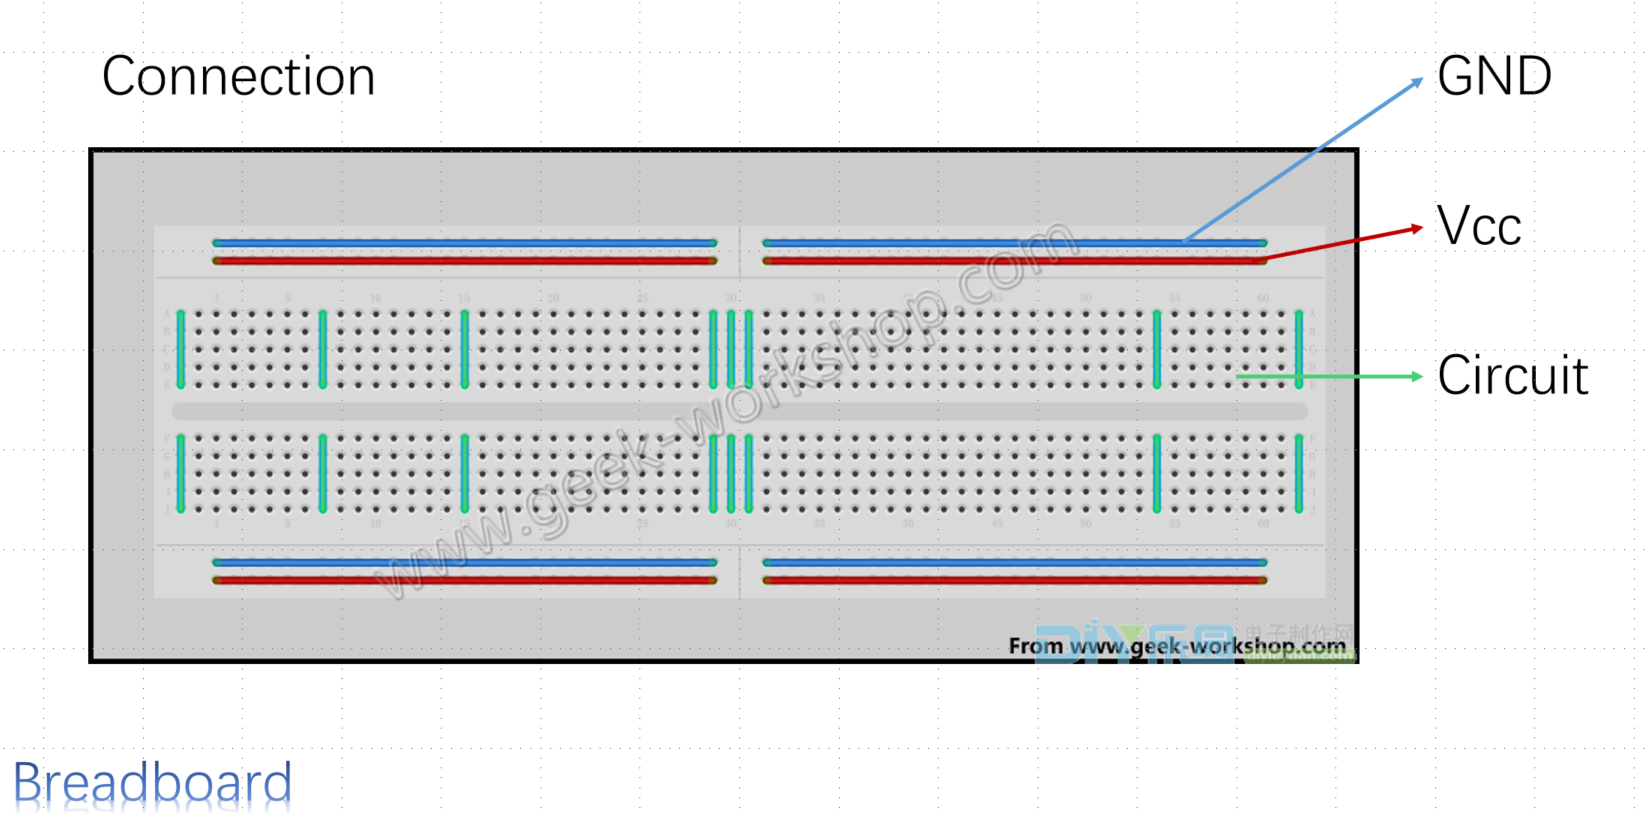 Connection
GND
Vcc
Circuit
1 5 10 15 20 25 30 35 40 45 50 55 60
A A
B B
C
D D
E E
F F
G G
H H
I I
J J
1 5 10 15 25 30 35 40 45 50 55 60
www.geek-workshop.com
From www.geek-workshop.com
电子制作网
Breadboard